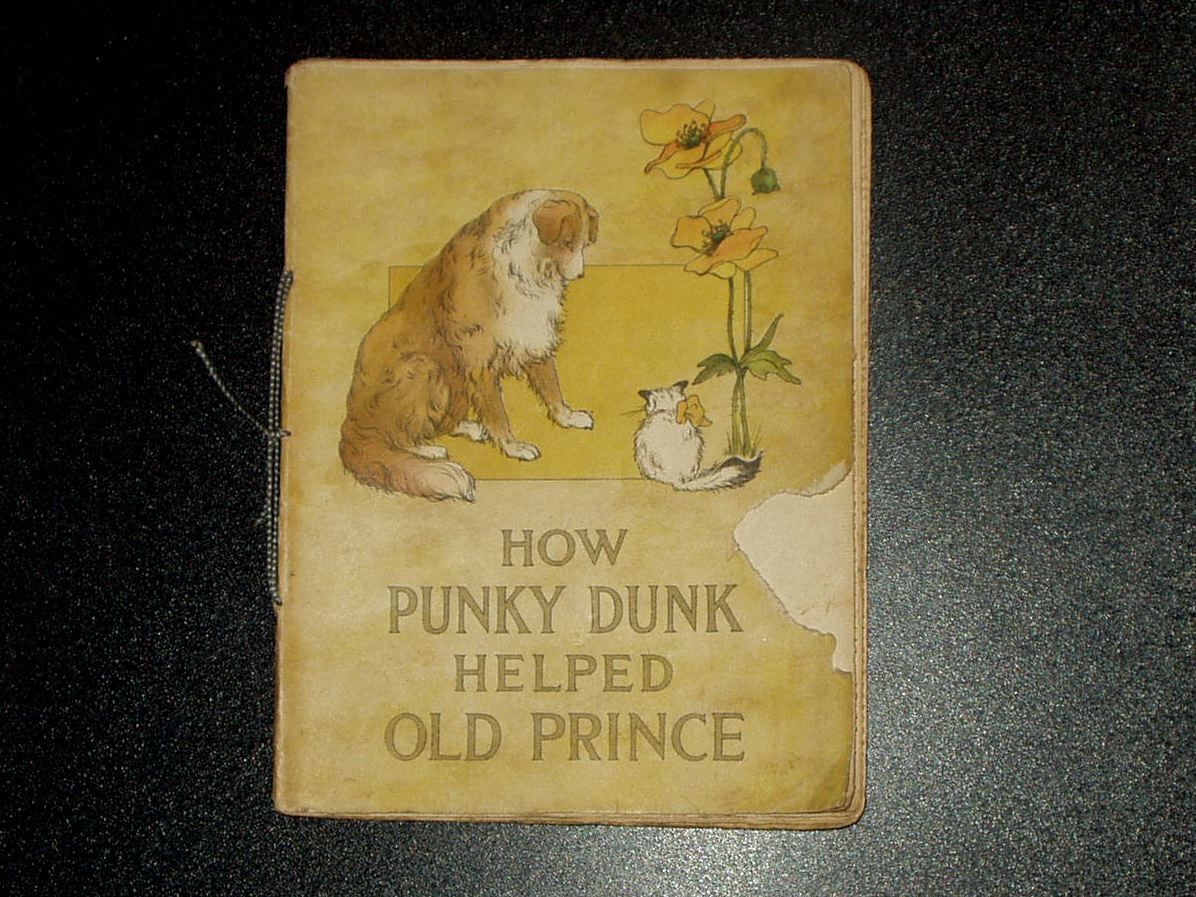 HOW
PUNKY DUNK
HELPED
OLD PRINCE